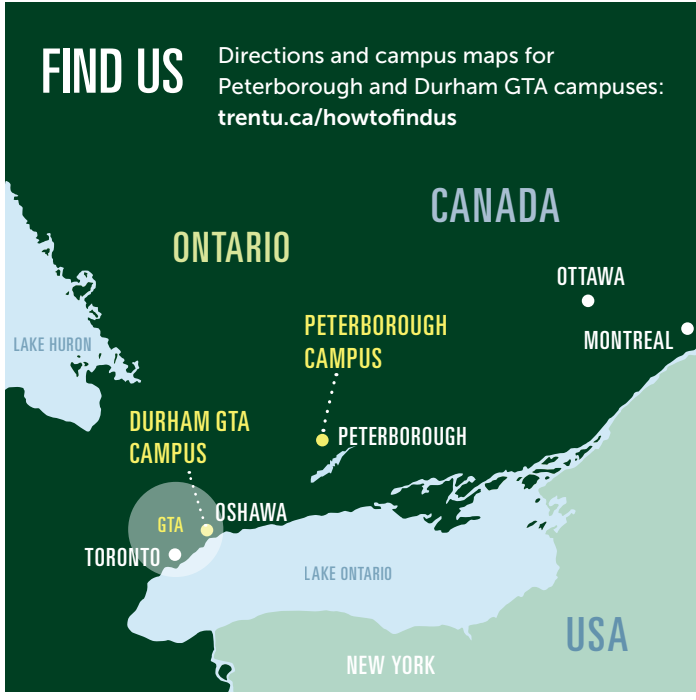 FIND US
Directions and campus maps for
Peterborough and Durham GTA campuses:
trentu.ca/howtofindus
CANADA
ONTARIO
OTTAWA
MONTREAL
LAKE HURON
PETERBOROUGH
CAMPUS
PETERBOROUGH
DURHAM GTA
CAMPUS
OSHAWA
GTA
TORONTO
LAKE ONTARIO
USA
NEW YORK